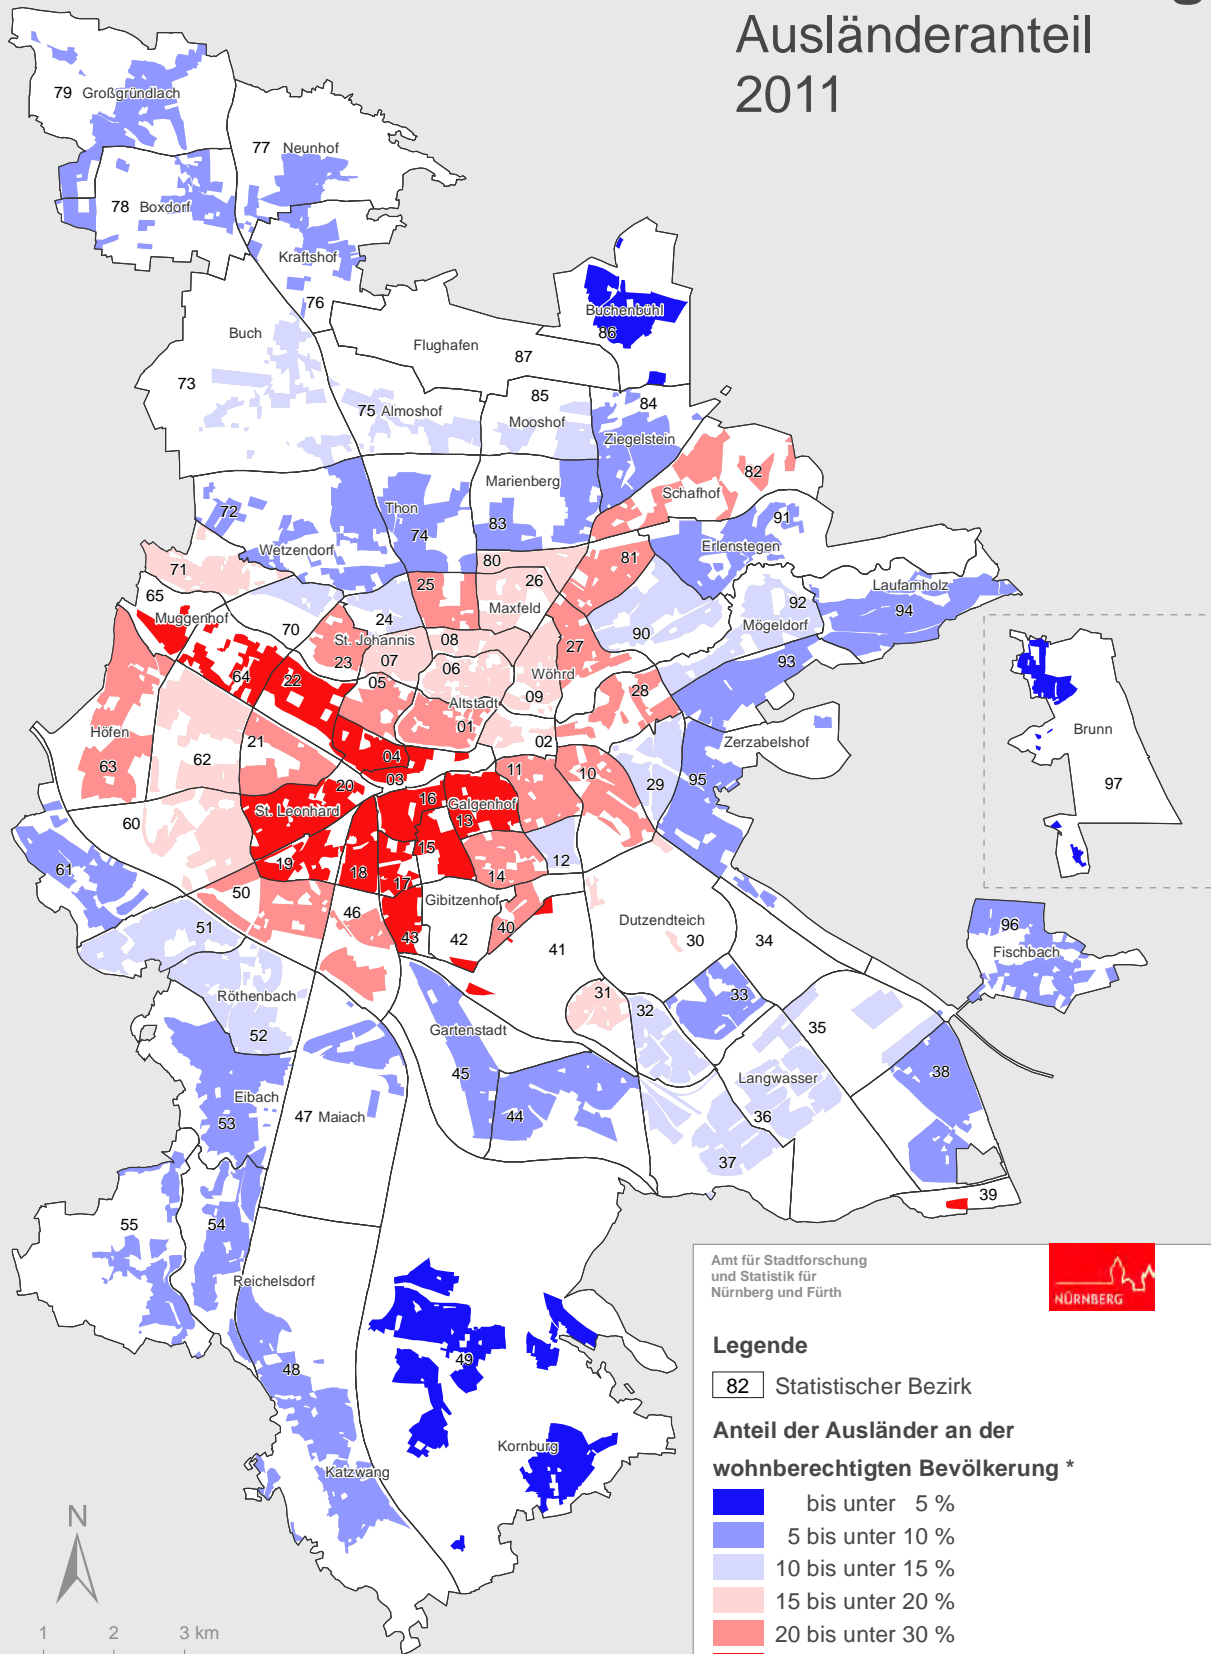 g
Ausländeranteil
2011
79 Großgründlach
77 Neunhof
78 Boxdorf
Kraftshof
76
Buchenbühl
86
Buch
Flughafen
87
73
85
84
75 Almoshof
Mooshof
Ziegelstein
Marienberg
82
Schafhof
72
Thon
74
83
91
Wetzendorf
Erlenstegen
71
80
81
25
26
Laufamholz
65
92
94
Muggenhof
Maxfeld
Mögeldorf
70
24
90
St. Johannis
08
27
23
07
06
Wöhrd
93
64
22
05
09
28
Altstadt
01
Höfen
21
02
Zerzabelshof
Brunn
62
04
63
11
10
29
95
97
20
03
16
Galgenhof
St. Leonhard
13
60
15
12
61
19
18
17
14
50
Gibitzenhof
46
Dutzendteich
96
51
43
42
40
41
30
34
Fischbach
Röthenbach
31
33
52
32
35
Gartenstadt
45
Langwasser
38
Eibach
47 Maiach
44
36
53
37
39
55
54
Reichelsdorf
49
48
Kornburg
Katzwang
N
1 2 3 km
Amt für Stadtforschung
und Statistik für
Nürnberg und Fürth
NÜRNBERG
Legende
82 Statistischer Bezirk
Anteil der Ausländer an der
wohnberechtigten Bevölkerung *
bis unter 5 %
5 bis unter 10 %
10 bis unter 15 %
15 bis unter 20 %
20 bis unter 30 %